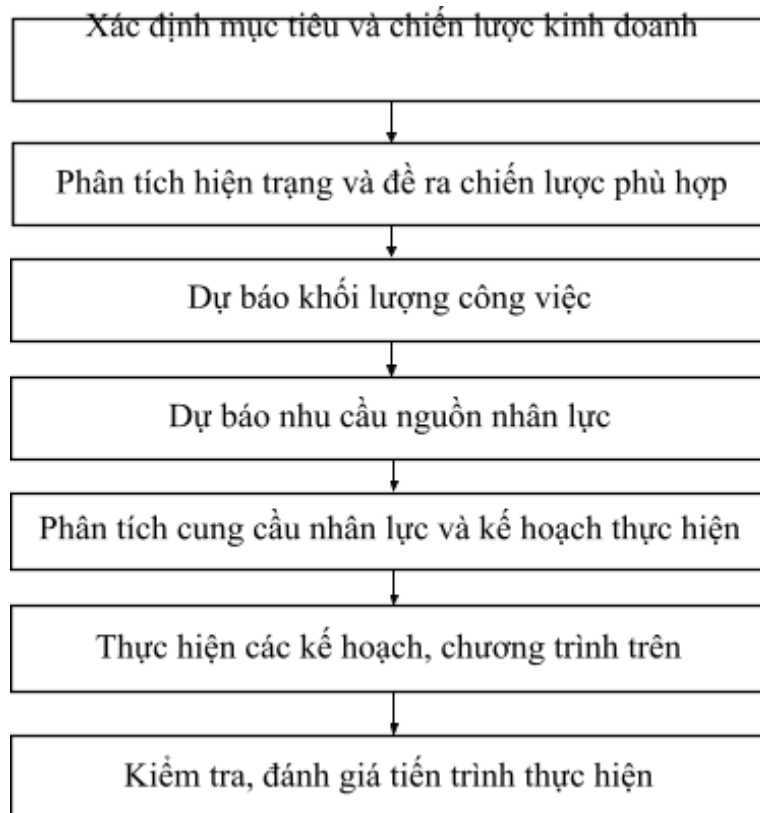 Xác định mục tiêu và chiến lược kinh doanh
Phân tích hiện trạng và đề ra chiến lược phù hợp
Dự báo khối lượng công việc
Dự báo nhu cầu nguồn nhân lực
Phân tích cung cầu nhân lực và kế hoạch thực hiện
Thực hiện các kế hoạch, chương trình trên
Kiểm tra, đánh giá tiến trình thực hiện